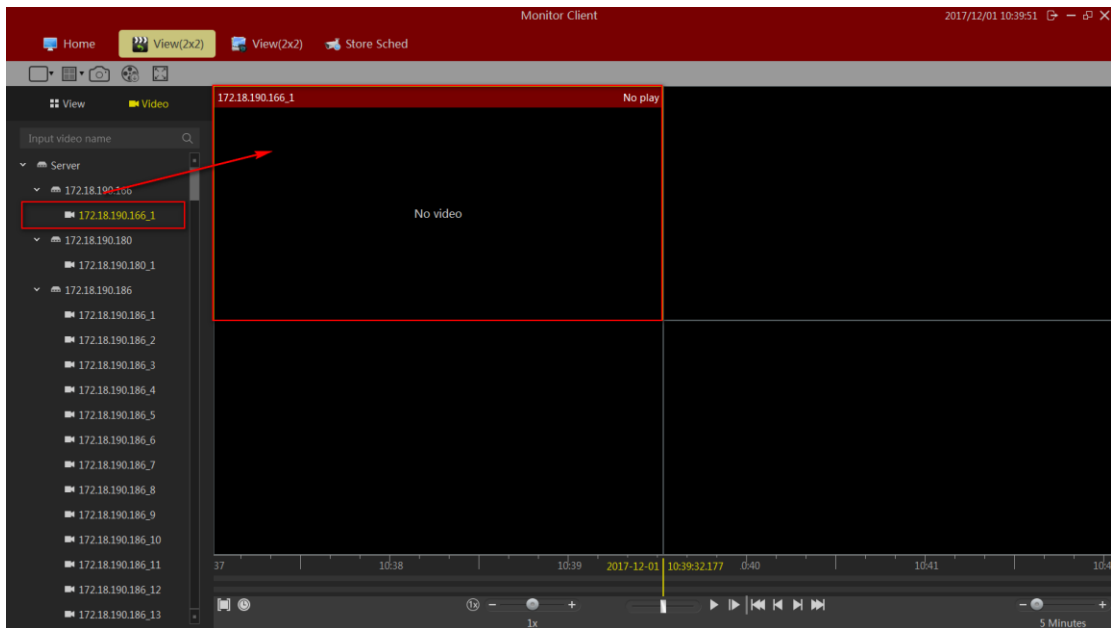 Monitor Client
2017/12/01 10:39:51
Home
View(2x2)
View(2x2)
Store Sched
View
Video
Input video name
Server
172.18.190.166
172.18.190.166_1
172.18.190.180
172.18.190.180_1
172.18.190.186
172.18.190.186_1
172.18.190.186_2
172.18.190.186_3
172.18.190.186_4
172.18.190.186_5
172.18.190.186_6
172.18.190.186_7
172.18.190.186_8
172.18.190.186_9
172.18.190.186_10
172.18.190.186_11
172.18.190.186_12
172.18.190.186_13
172.18.190.166_1 No play
No video
37 10:38 10:39 2017-12-01 10:39:32.177 0:40 10:41 10:4
1x
1x
5 Minutes